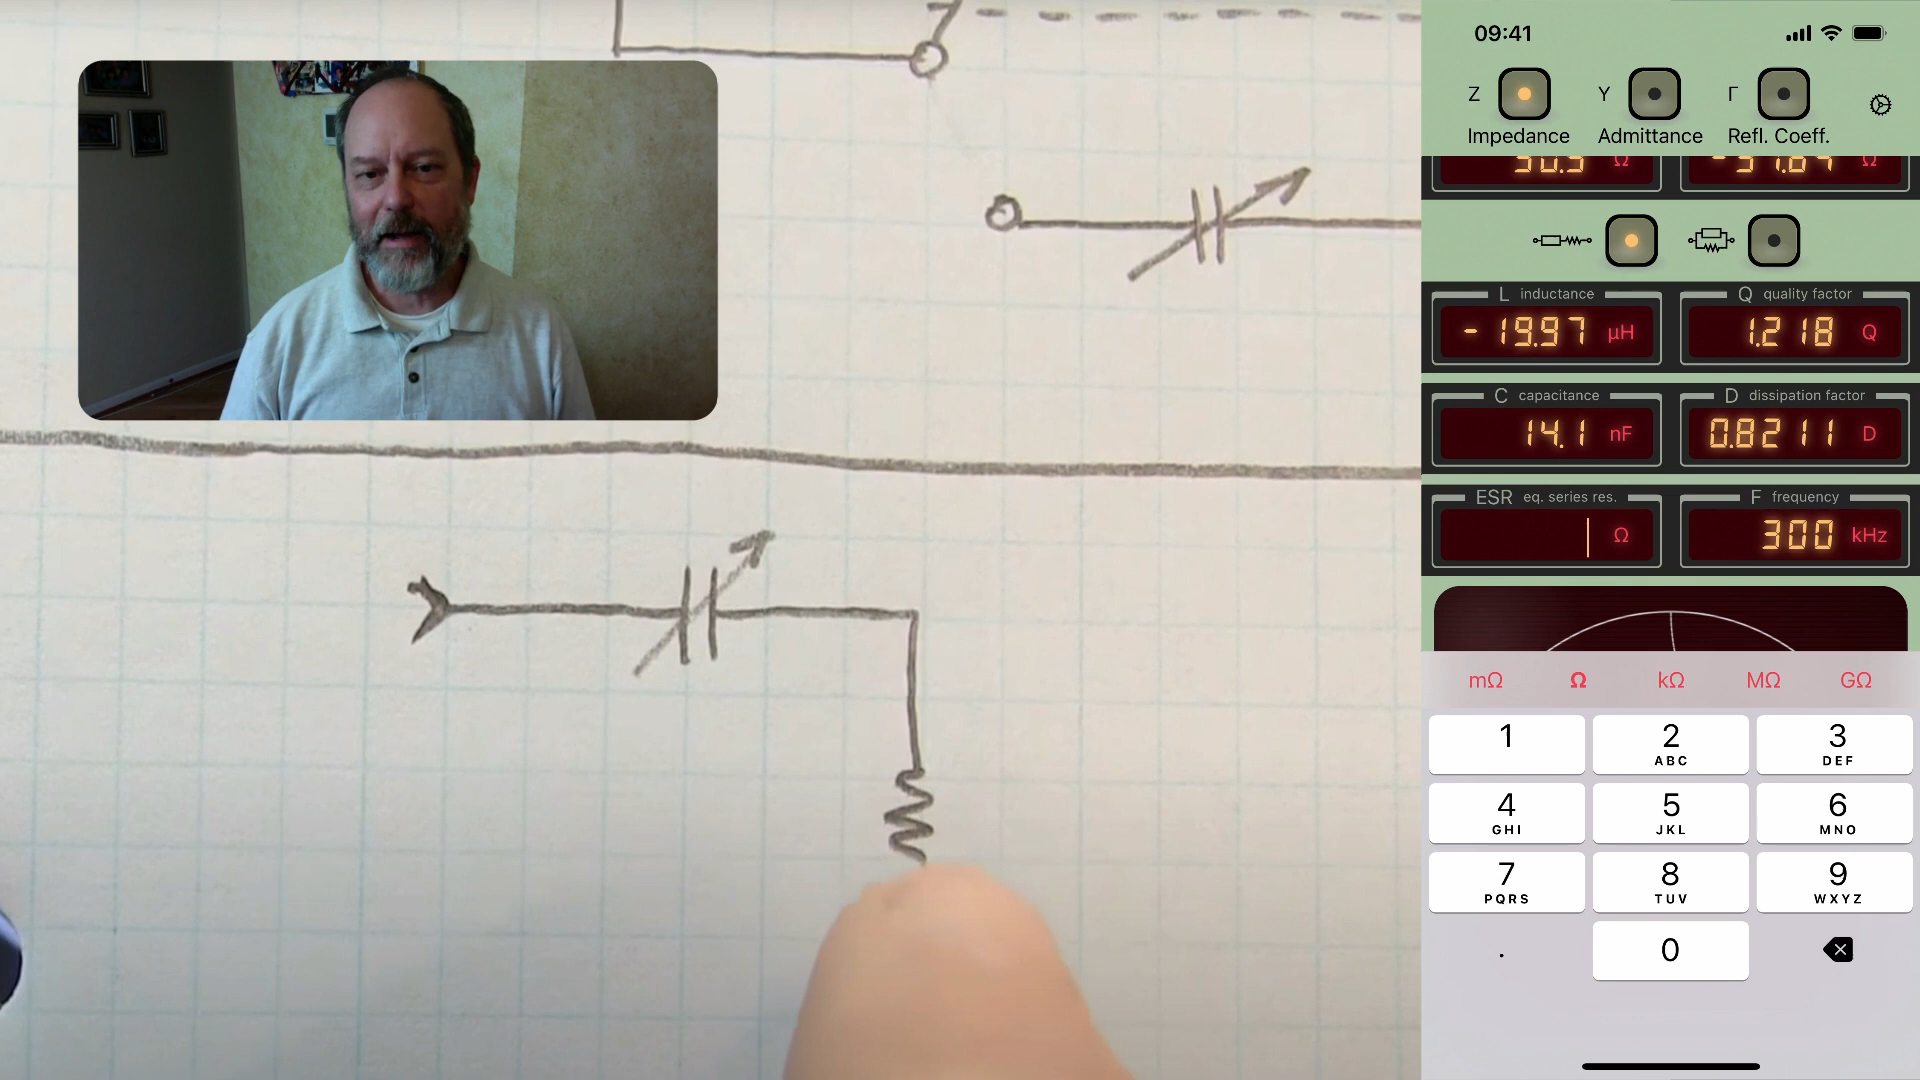 09:41
Z Y Γ
Impedance Admittance Refl. Coeff.
30.9 Ω Ω
L inductance Q quality factor
- 19.97 µH 1.218 Q
C capacitance D dissipation factor
14.1 nF 0.8211 D
ESR eq. series res. F frequency
Ω 300 kHz
mΩ Ω kΩ MΩ GΩ
1 2 3
ABC DEF
4 5 6
GHI JKL MNO
7 8 9
PQRS TUV WXYZ
. 0